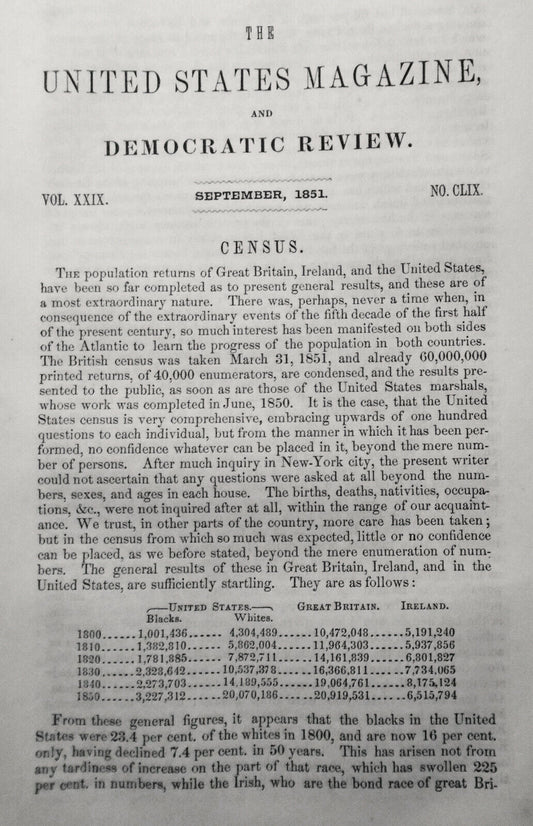 THE
UNITED STATES MAGAZINE,
AND
DEMOCRATIC REVIEW.
VOL. XXIX. SEPTEMBER, 1851. NO. CLIX.
CENSUS.
THE population returns of Great Britain, Ireland, and the United States,
have been so far completed as to present general results, and these are of
a most extraordinary nature. There was, perhaps, never a time when, in
consequence of the extraordinary events of the fifth decade of the first half
of the present century, so much interest has been manifested on both sides
of the Atlantic to learn the progress of the population in both countries.
The British census was taken March 31, 1851, and already 60,000,000
printed returns, of 40,000 enumerators, are condensed, and the results pre-
sented to the public, as soon as are those of the United States marshals,
whose work was completed in June, 1850. It is the case, that the United
States census is very comprehensive, embracing upwards of one hundred
questions to each individual, but from the manner in which it has been per-
formed, no confidence whatever can be placed in it, beyond the mere num-
ber of persons. After much inquiry in New-York city, the present writer
could not ascertain that any questions were asked at all beyond the num-
bers, sexes, and ages in each house. The births, deaths, nativities, occupa-
tions, &c., were not inquired after at all, within the range of our acquaint-
ance. We trust, in other parts of the country, more care has been taken;
but in the census from which so much was expected, little or no confidence
can be placed, as we before stated, beyond the mere enumeration of num-
bers. The general results of these in Great Britain, Ireland, and in the
United States, are sufficiently startling. They are as follows:
UNITED STATES. GREAT BRITAIN. IRELAND.
Blacks. Whites.
1800......1,001,436...... 4,304,489......10,472,048......5,191,240
1810......1,382,810...... 5,862,004......11,964,303......5,937,856
1820......1,781,885...... 7,872,711......14,161,839......6,801,827
1830......2,328,642......10,537,378......16,366,811......7,734,065
1840......2,273,703......14,189,555......19,064,761......8,175,124
1850......3,227,312......20,070,186......20,919,531......6,515,794
From these general figures, it appears that the blacks in the United
States were 23.4 per cent. of the whites in 1800, and are now 16 per cent.
only, having declined 7.4 per cent. in 50 years. This has arisen not from
any tardiness of increase on the part of that race, which has swollen 225
per cent. in numbers, while the Irish, who are the bond race of great Bri-